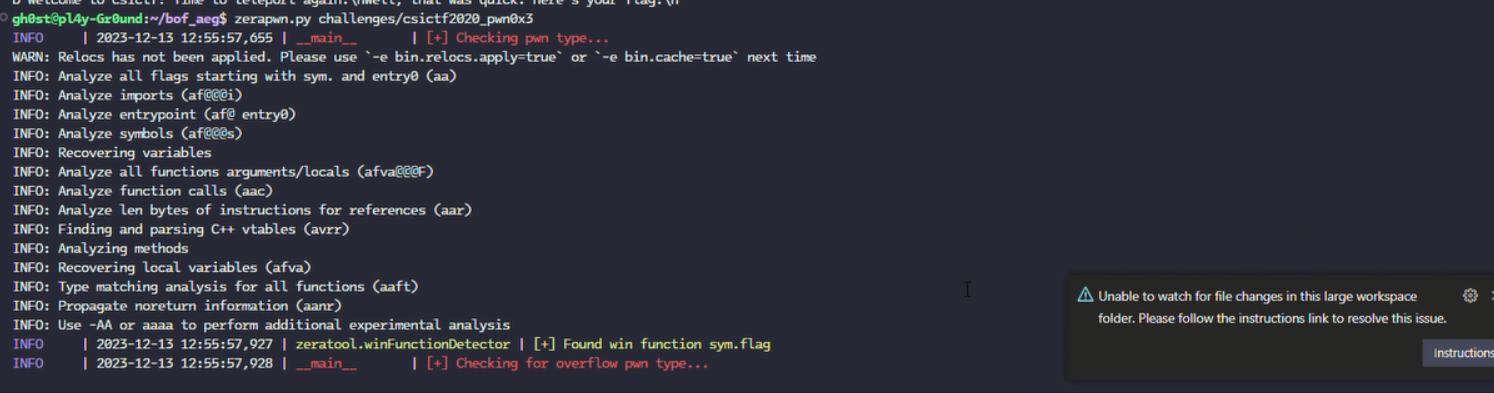 b'Welcome to csictf! Time to teleport again.\nWell, that was quick. Here's your flag:\n
gh0st@pl4y-Gr0und:~/bof_aeg$ zerapwn.py challenges/csictf2020_pwn0x3
INFO | 2023-12-13 12:55:57,655 | __main__ | [+] Checking pwn type...
WARN: Relocs has not been applied. Please use `-e bin.relocs.apply=true` or `-e bin.cache=true` next time
INFO: Analyze all flags starting with sym. and entry0 (aa)
INFO: Analyze imports (af@@@i)
INFO: Analyze entrypoint (af@ entry0)
INFO: Analyze symbols (af@@@s)
INFO: Recovering variables
INFO: Analyze all functions arguments/locals (afva@@@F)
INFO: Analyze function calls (aac)
INFO: Analyze len bytes of instructions for references (aar)
INFO: Finding and parsing C++ vtables (avrr)
INFO: Analyzing methods
INFO: Recovering local variables (afva)
INFO: Type matching analysis for all functions (aaft)
INFO: Propagate noreturn information (aanr)
INFO: Use -AA or aaaa to perform additional experimental analysis
INFO | 2023-12-13 12:55:57,927 | zeratool.winFunctionDetector | [+] Found win function sym.flag
INFO | 2023-12-13 12:55:57,928 | __main__ | [+] Checking for overflow pwn type...
Unable to watch for file changes in this large workspace
folder. Please follow the instructions link to resolve this issue.
Instructions